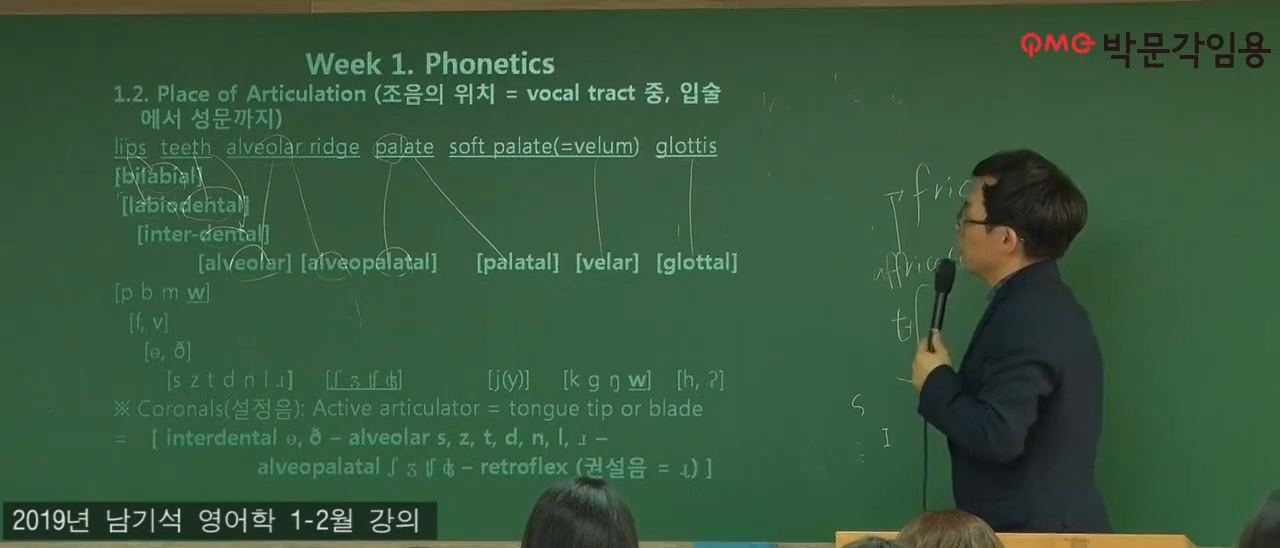 Week 1. Phonetics
1.2. Place of Articulation (조음의 위치 = vocal tract 중, 입술
에서 성문까지)
lips teeth alveolar ridge palate soft palate(=velum) glottis
[bilabial]
[labiodental]
[inter-dental]
[alveolar] [alveopalatal] [palatal] [velar] [glottal]
[p b m w]
[f, v]
[ɵ, ð]
[s z t d n l ɹ] [ʃ ʒ ʧ ʤ] [j(y)] [k g ŋ w] [h, ʔ]
※ Coronals(설정음): Active articulator = tongue tip or blade
= [ interdental ɵ, ð – alveolar s, z, t, d, n, l, ɹ –
alveopalatal ʃ ʒ ʧ ʤ – retroflex (권설음 = ɻ) ]
박문각임용
2019년 남기석 영어학 1-2월 강의